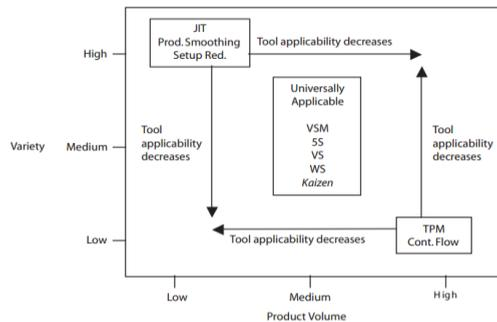 JIT
Prod. Smoothing
Setup Red.
Tool applicability decreases
High
Universally
Applicable
VSM
5S
VS
WS
Kaizen
Tool
applicability
decreases
Tool
applicability
decreases
Variety
Medium
TPM
Cont. Flow
Low
Tool applicability decreases
Low
Medium
High
Product Volume